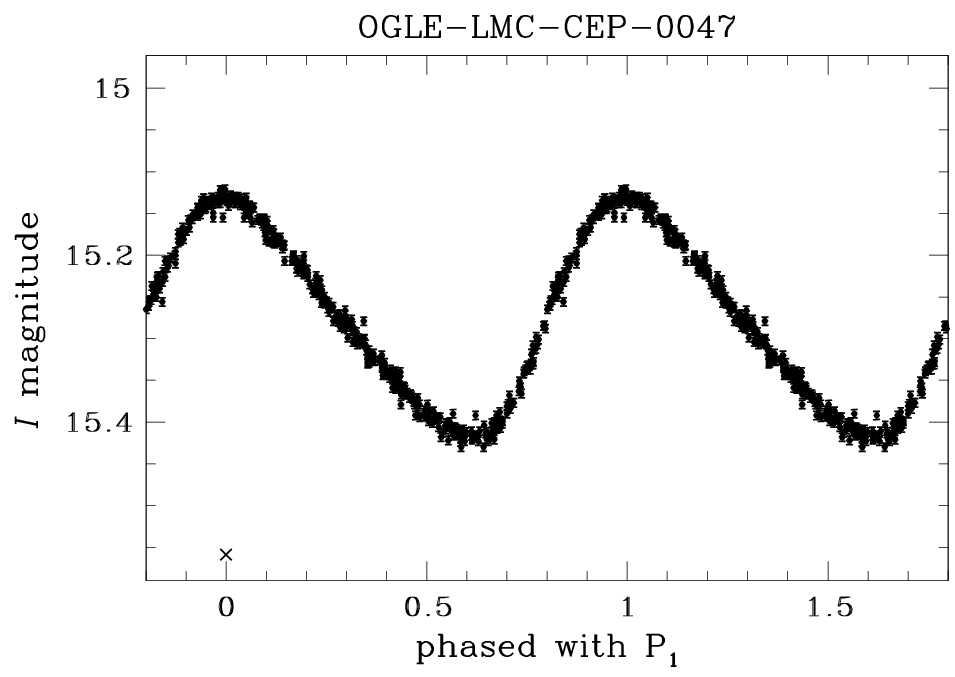 OGLE-LMC-CEP-0047
15
15.2
15.4
I magnitude
0 0.5 1 1.5
phased with P₁